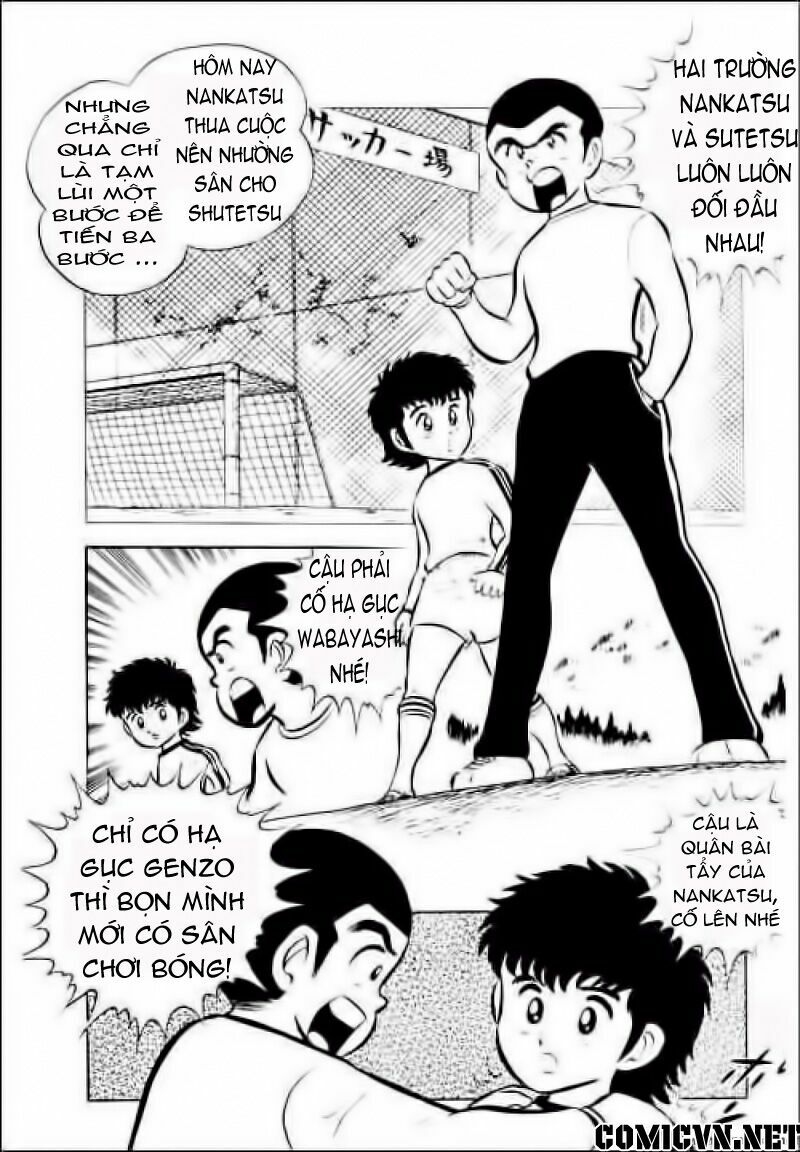 HAI TRƯỜNG
NANKATSU
VÀ SUTETSU
LUÔN LUÔN
ĐỐI ĐẦU
NHAU!
HÔM NAY
NANKATSU
THUA CUỘC
NÊN NHƯỜNG
SÂN CHO
SHUTETSU
NHƯNG
CHẲNG
QUA CHỈ
LÀ TẠM
LÙI MỘT
BƯỚC ĐỂ
TIẾN BA
BƯỚC ...
サッカー場
CẬU PHẢI
CỐ HẠ GỤC
WABAYASHI
NHÉ!
CHỈ CÓ HẠ
GỤC GENZO
THÌ BỌN MÌNH
MỚI CÓ SÂN
CHƠI BÓNG!
CẬU LÀ
QUÂN BÀI
TẨY CỦA
NANKATSU,
CỐ LÊN NHÉ
COMICVN.NET